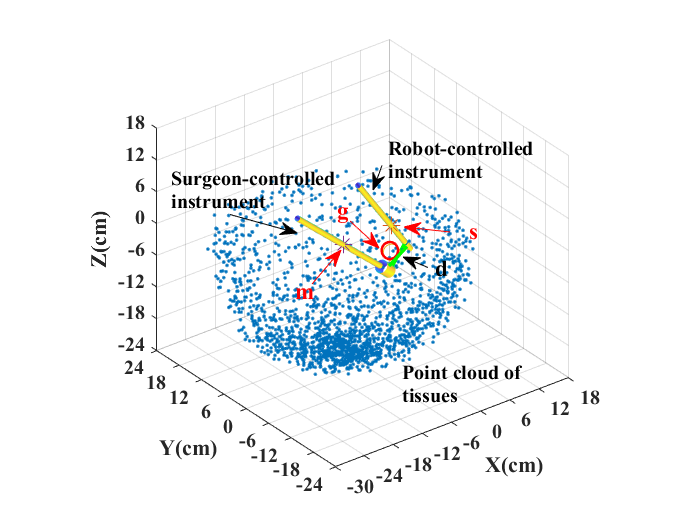 18
12
6
0
-6
-12
-18
-24
Z(cm)
Robot-controlled
instrument
Surgeon-controlled
instrument
g
s
d
m
Point cloud of
tissues
24
18
12
6
0
-6
-12
-18
-24
Y(cm)
-30
-24
-18
-12
-6
0
6
12
18
X(cm)